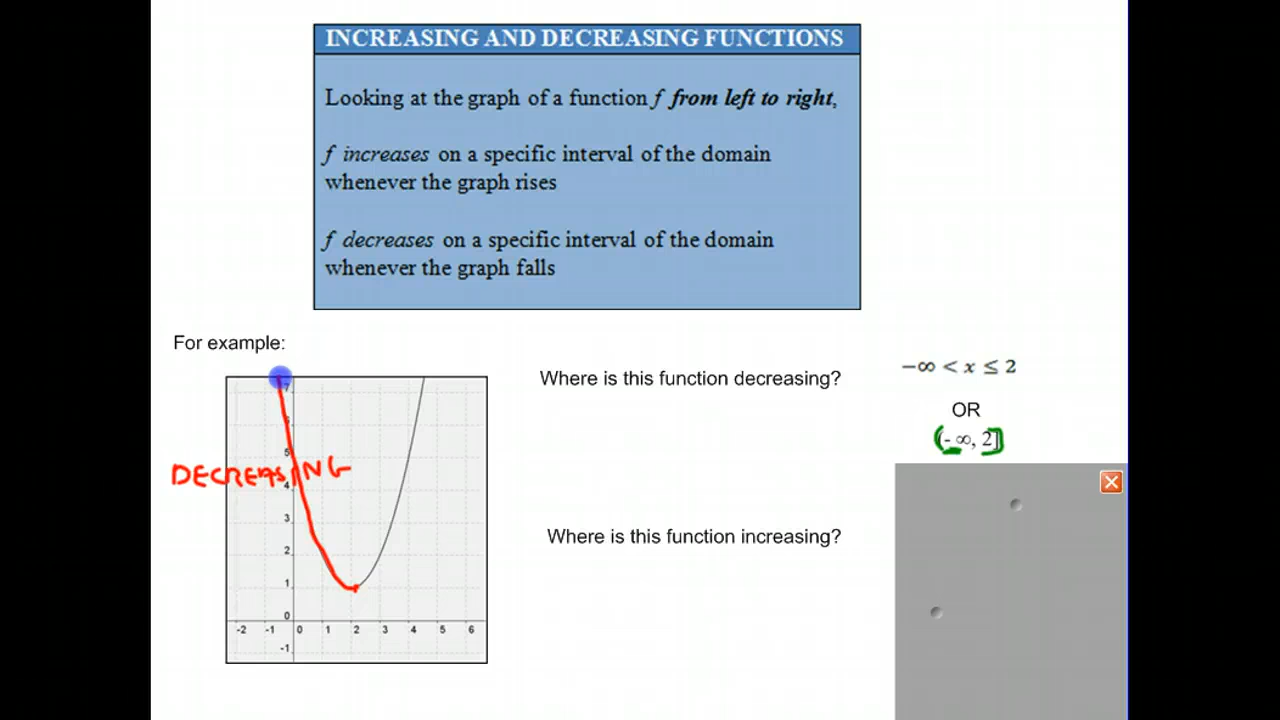 INCREASING AND DECREASING FUNCTIONS
Looking at the graph of a function f from left to right,
f increases on a specific interval of the domain
whenever the graph rises
f decreases on a specific interval of the domain
whenever the graph falls
For example:
Where is this function decreasing?
−∞ < x ≤ 2
OR
(- ∞, 2]
DECREASING
Where is this function increasing?
7
5
4
3
2
1
0
-2 -1 0 1 2 3 4 5 6
-1